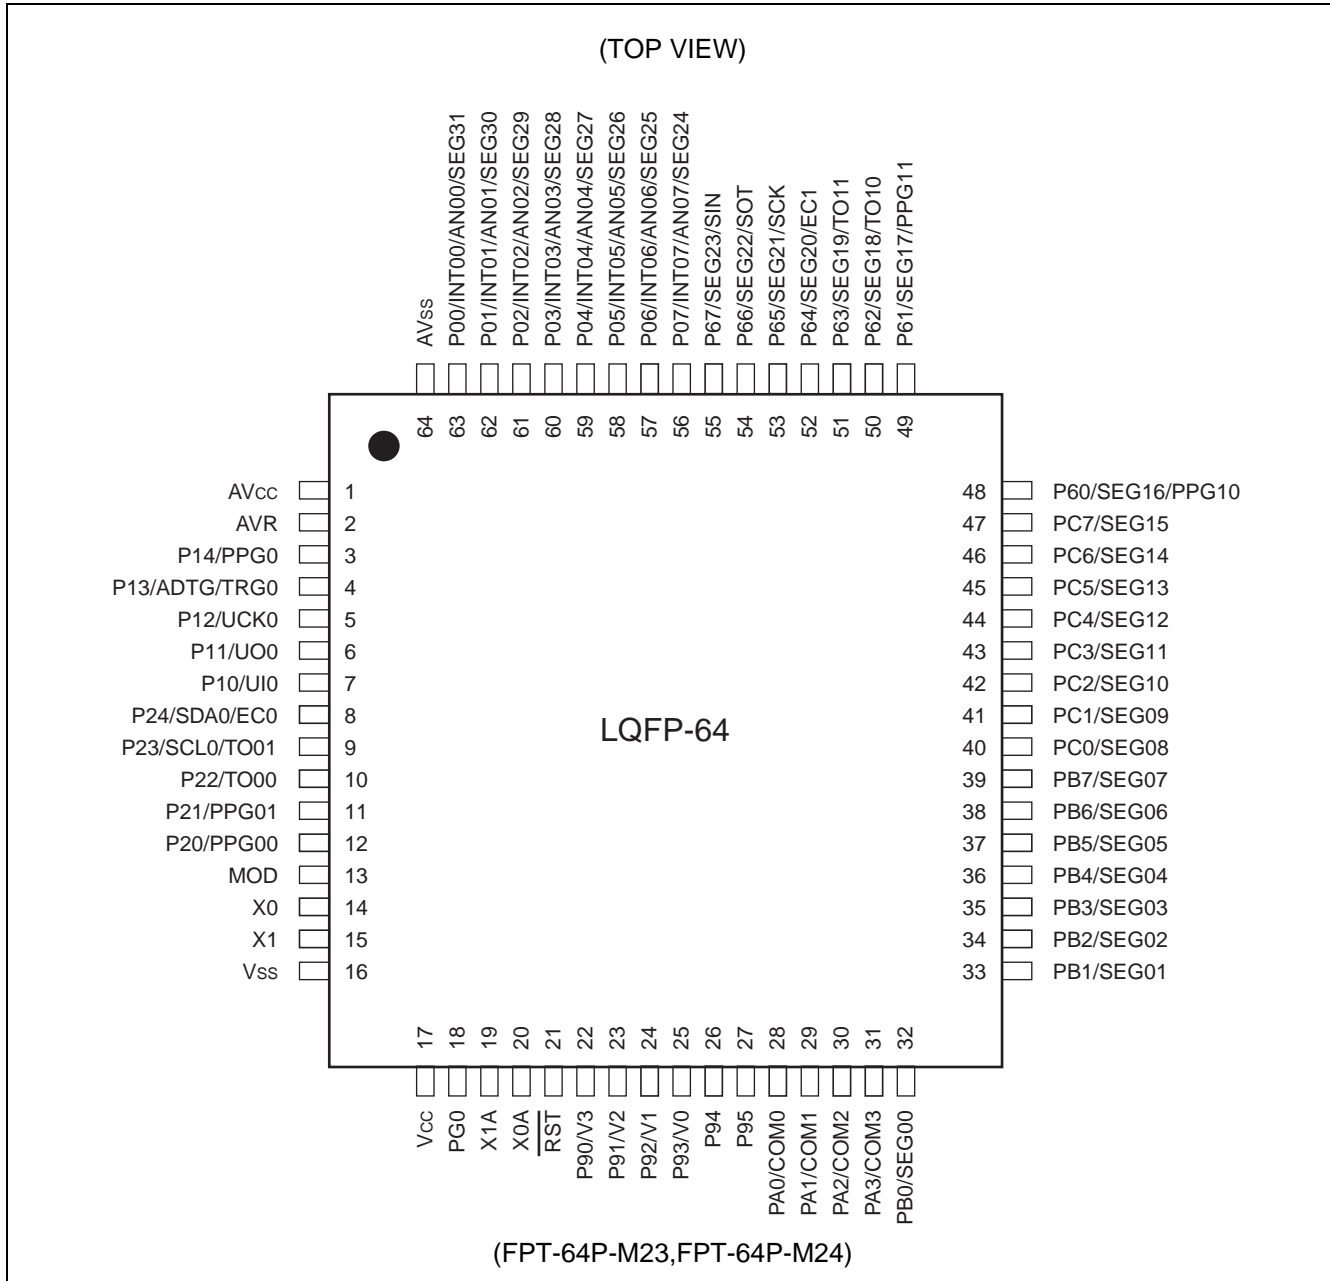 (TOP VIEW)
AVss
P00/INT00/AN00/SEG31
P01/INT01/AN01/SEG30
P02/INT02/AN02/SEG29
P03/INT03/AN03/SEG28
P04/INT04/AN04/SEG27
P05/INT05/AN05/SEG26
P06/INT06/AN06/SEG25
P07/INT07/AN07/SEG24
P67/SEG23/SIN
P66/SEG22/SOT
P65/SEG21/SCK
P64/SEG20/EC1
P63/SEG19/TO11
P62/SEG18/TO10
P61/SEG17/PPG11
64 63 62 61 60 59 58 57 56 55 54 53 52 51 50 49
AVcc 1 48 P60/SEG16/PPG10
AVR 2 47 PC7/SEG15
P14/PPG0 3 46 PC6/SEG14
P13/ADTG/TRG0 4 45 PC5/SEG13
P12/UCK0 5 44 PC4/SEG12
P11/UO0 6 43 PC3/SEG11
P10/UI0 7 42 PC2/SEG10
P24/SDA0/EC0 8 41 PC1/SEG09
LQFP-64
P23/SCL0/TO01 9 40 PC0/SEG08
P22/TO00 10 39 PB7/SEG07
P21/PPG01 11 38 PB6/SEG06
P20/PPG00 12 37 PB5/SEG05
MOD 13 36 PB4/SEG04
X0 14 35 PB3/SEG03
X1 15 34 PB2/SEG02
Vss 16 33 PB1/SEG01
17 18 19 20 21 22 23 24 25 26 27 28 29 30 31 32
Vcc
PG0
X1A
X0A
RST
P90/V3
P91/V2
P92/V1
P93/V0
P94
P95
PA0/COM0
PA1/COM1
PA2/COM2
PA3/COM3
PB0/SEG00
(FPT-64P-M23,FPT-64P-M24)